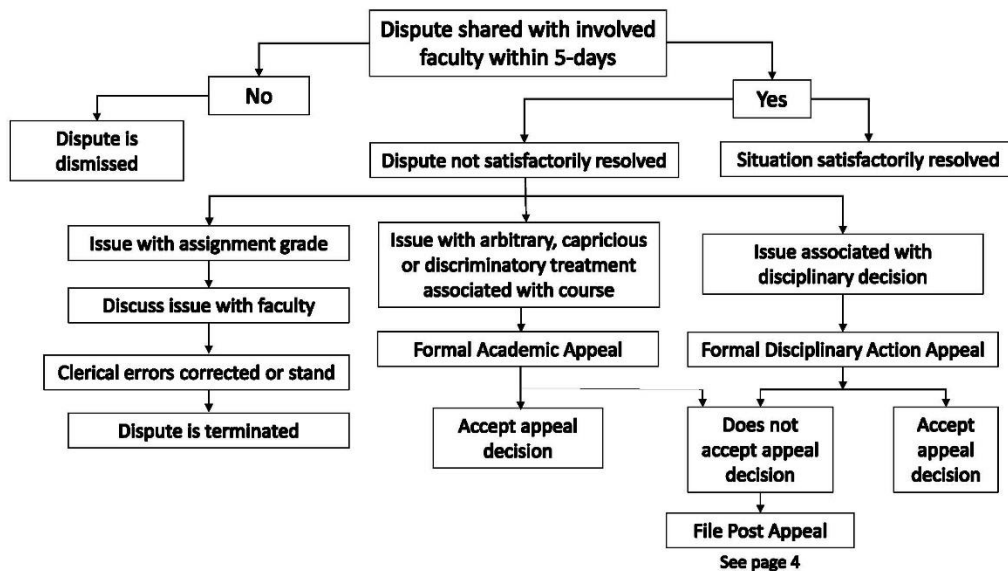 Dispute shared with involved
faculty within 5-days
No
Yes
Dispute is
dismissed
Dispute not satisfactorily resolved
Situation satisfactorily resolved
Issue with assignment grade
Issue with arbitrary, capricious
or discriminatory treatment
associated with course
Issue associated with
disciplinary decision
Discuss issue with faculty
Formal Academic Appeal
Formal Disciplinary Action Appeal
Clerical errors corrected or stand
Dispute is terminated
Accept appeal
decision
Does not
accept appeal
decision
Accept
appeal
decision
File Post Appeal
See page 4